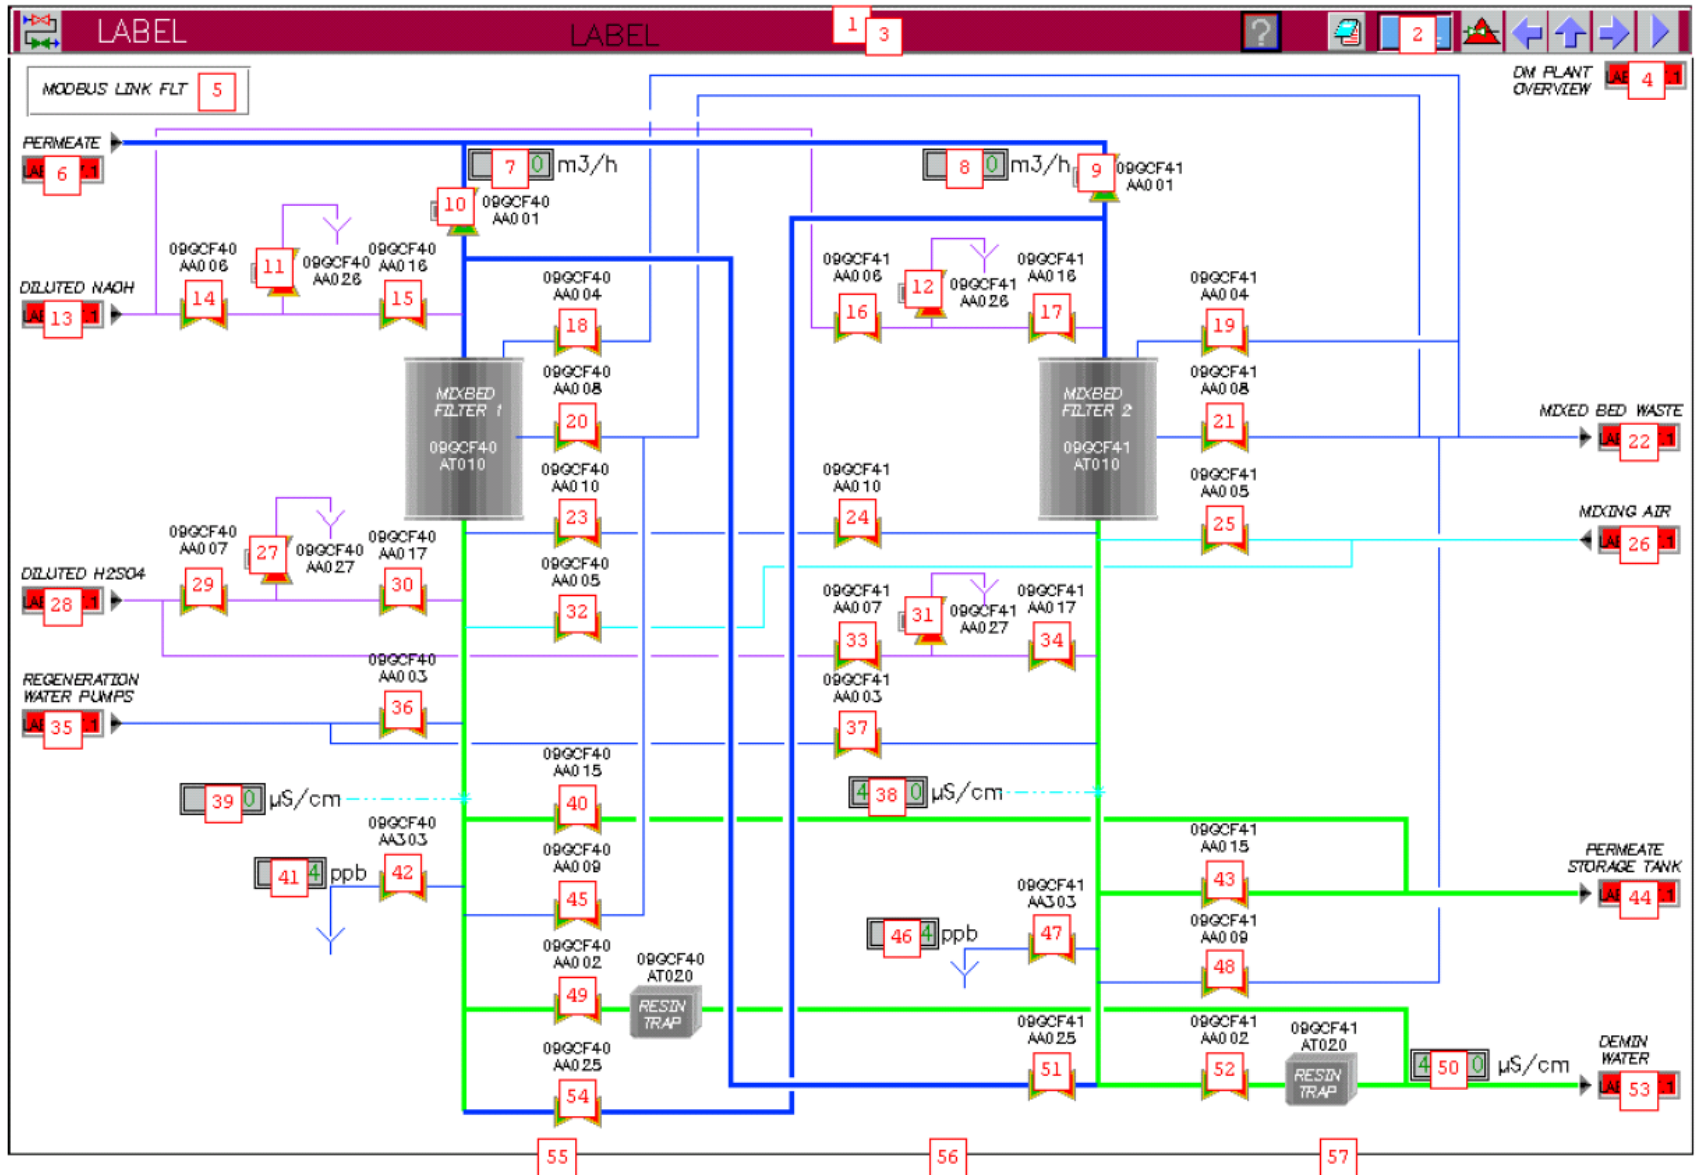 LABEL
LABEL
1
3
?
2
MODBUS LINK FLT 5
DM PLANT
OVERVIEW
4
PERMEATE
6
7 0 m3/h
8 0 m3/h
9
09GCF41
AA001
10
09GCF40
AA001
09GCF40
AA006
11
09GCF40
AA026
09GCF40
AA016
DILUTED NAOH
13
14
15
09GCF40
AA004
18
09GCF41
AA006
12
09GCF41
AA026
09GCF41
AA016
16
17
09GCF41
AA004
19
MIXBED
FILTER 1
09GCF40
AT010
09GCF40
AA008
20
MIXBED
FILTER 2
09GCF41
AT010
09GCF41
AA008
21
MIXED BED WASTE
22
09GCF40
AA010
23
09GCF41
AA010
24
09GCF41
AA005
25
MIXING AIR
26
09GCF40
AA007
27
09GCF40
AA027
09GCF40
AA017
DILUTED H2SO4
28
29
30
09GCF40
AA005
32
09GCF41
AA007
31
09GCF41
AA027
09GCF41
AA017
33
34
REGENERATION
WATER PUMPS
35
09GCF40
AA003
36
09GCF41
AA003
37
39 0 µS/cm
09GCF40
AA015
40
4 38 0 µS/cm
09GCF40
AA303
41 4 ppb
42
09GCF40
AA009
45
09GCF41
AA015
43
PERMEATE
STORAGE TANK
44
09GCF41
AA303
46 4 ppb
47
09GCF41
AA009
48
09GCF40
AA002
49
09GCF40
AT020
RESIN
TRAP
09GCF40
AA025
54
09GCF41
AA025
51
09GCF41
AA002
52
09GCF41
AT020
RESIN
TRAP
4 50 0 µS/cm
DEMIN
WATER
53
55
56
57